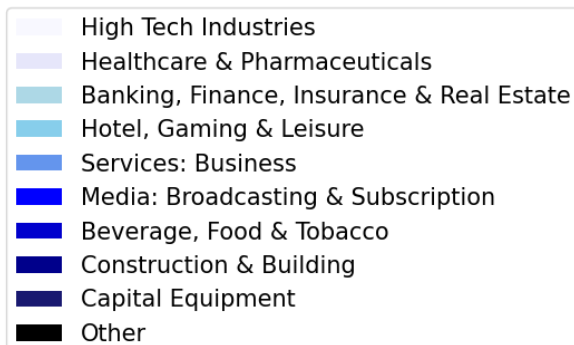 High Tech Industries
Healthcare & Pharmaceuticals
Banking, Finance, Insurance & Real Estate
Hotel, Gaming & Leisure
Services: Business
Media: Broadcasting & Subscription
Beverage, Food & Tobacco
Construction & Building
Capital Equipment
Other